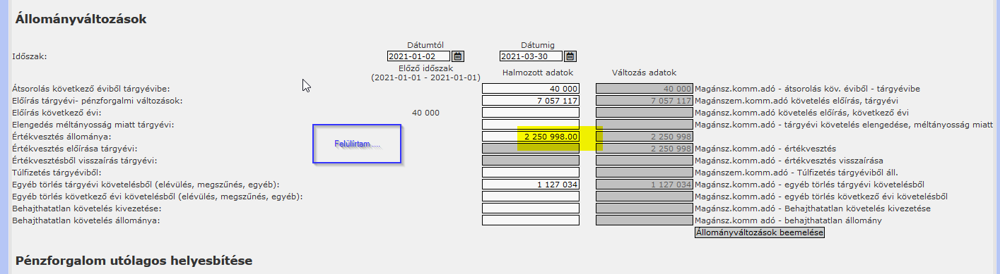 Állományváltozások
Dátumtól Dátumig
Időszak: 2021-01-02 2021-03-30
Előző időszak
(2021-01-01 - 2021-01-01) Halmozott adatok Változás adatok
Átsorolás következő éviből tárgyévibe: 40 000 40 000 Magánsz.komm.adó - átsorolás köv. éviből - tárgyévibe
Előírás tárgyévi- pénzforgalmi változások: 7 057 117 7 057 117 Magánszem.komm.adó követelés előírás, tárgyévi
Előírás következő évi: 40 000 Magánsz.komm.adó követelés előírás, következő évi
Elengedés méltányosság miatt tárgyévi: Magánsz.komm.adó - tárgyévi követelés elengedése, méltányosság miatt
Értékvesztés állománya: 2 250 998.00 2 250 998
Felülírtam....
Értékvesztés előírása tárgyévi: 2 250 998 Magánsz.komm.adó - értékvesztés
Értékvesztésből visszaírás tárgyévi: Magánsz.komm.adó - értékvesztés visszaírása
Túlfizetés tárgyéviből: Magánszem.komm.adó - Túlfizetés tárgyéviből áll.
Egyéb törlés tárgyévi követelésből (elévülés, megszűnés, egyéb): 1 127 034 1 127 034 Magánsz.komm.adó - egyéb törlés tárgyévi követelésből
Egyéb törlés következő évi követelésből (elévülés, megszűnés, egyéb): Magánsz.komm.adó - egyéb törlés következő évi követelésből
Behajthatatlan követelés kivezetése: Magánsz.komm.adó - Behajthatatlan követelés kivezetése
Behajthatatlan követelés állománya: Magánsz.komm adó - behajthatatlan állomány
Állományváltozások beemelése
Pénzforgalom utólagos helyesbítése